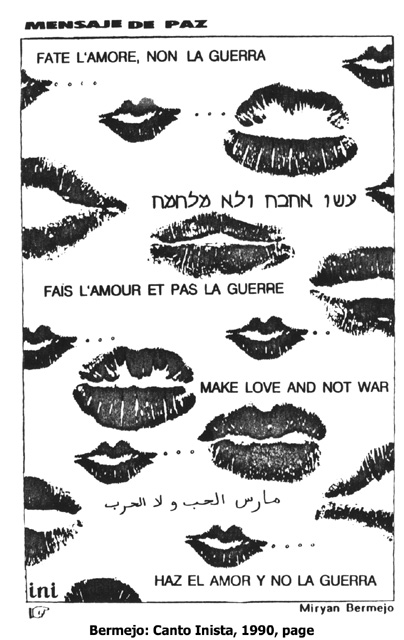 MENSAJE DE PAZ
FATE L'AMORE, NON LA GUERRA
עשו אהבה ולא מלחמה
FAIS L'AMOUR ET PAS LA GUERRE
MAKE LOVE AND NOT WAR
مارس الحب و لا الحرب
HAZ EL AMOR Y NO LA GUERRA
ini
Miryan Bermejo
Bermejo: Canto Inista, 1990, page